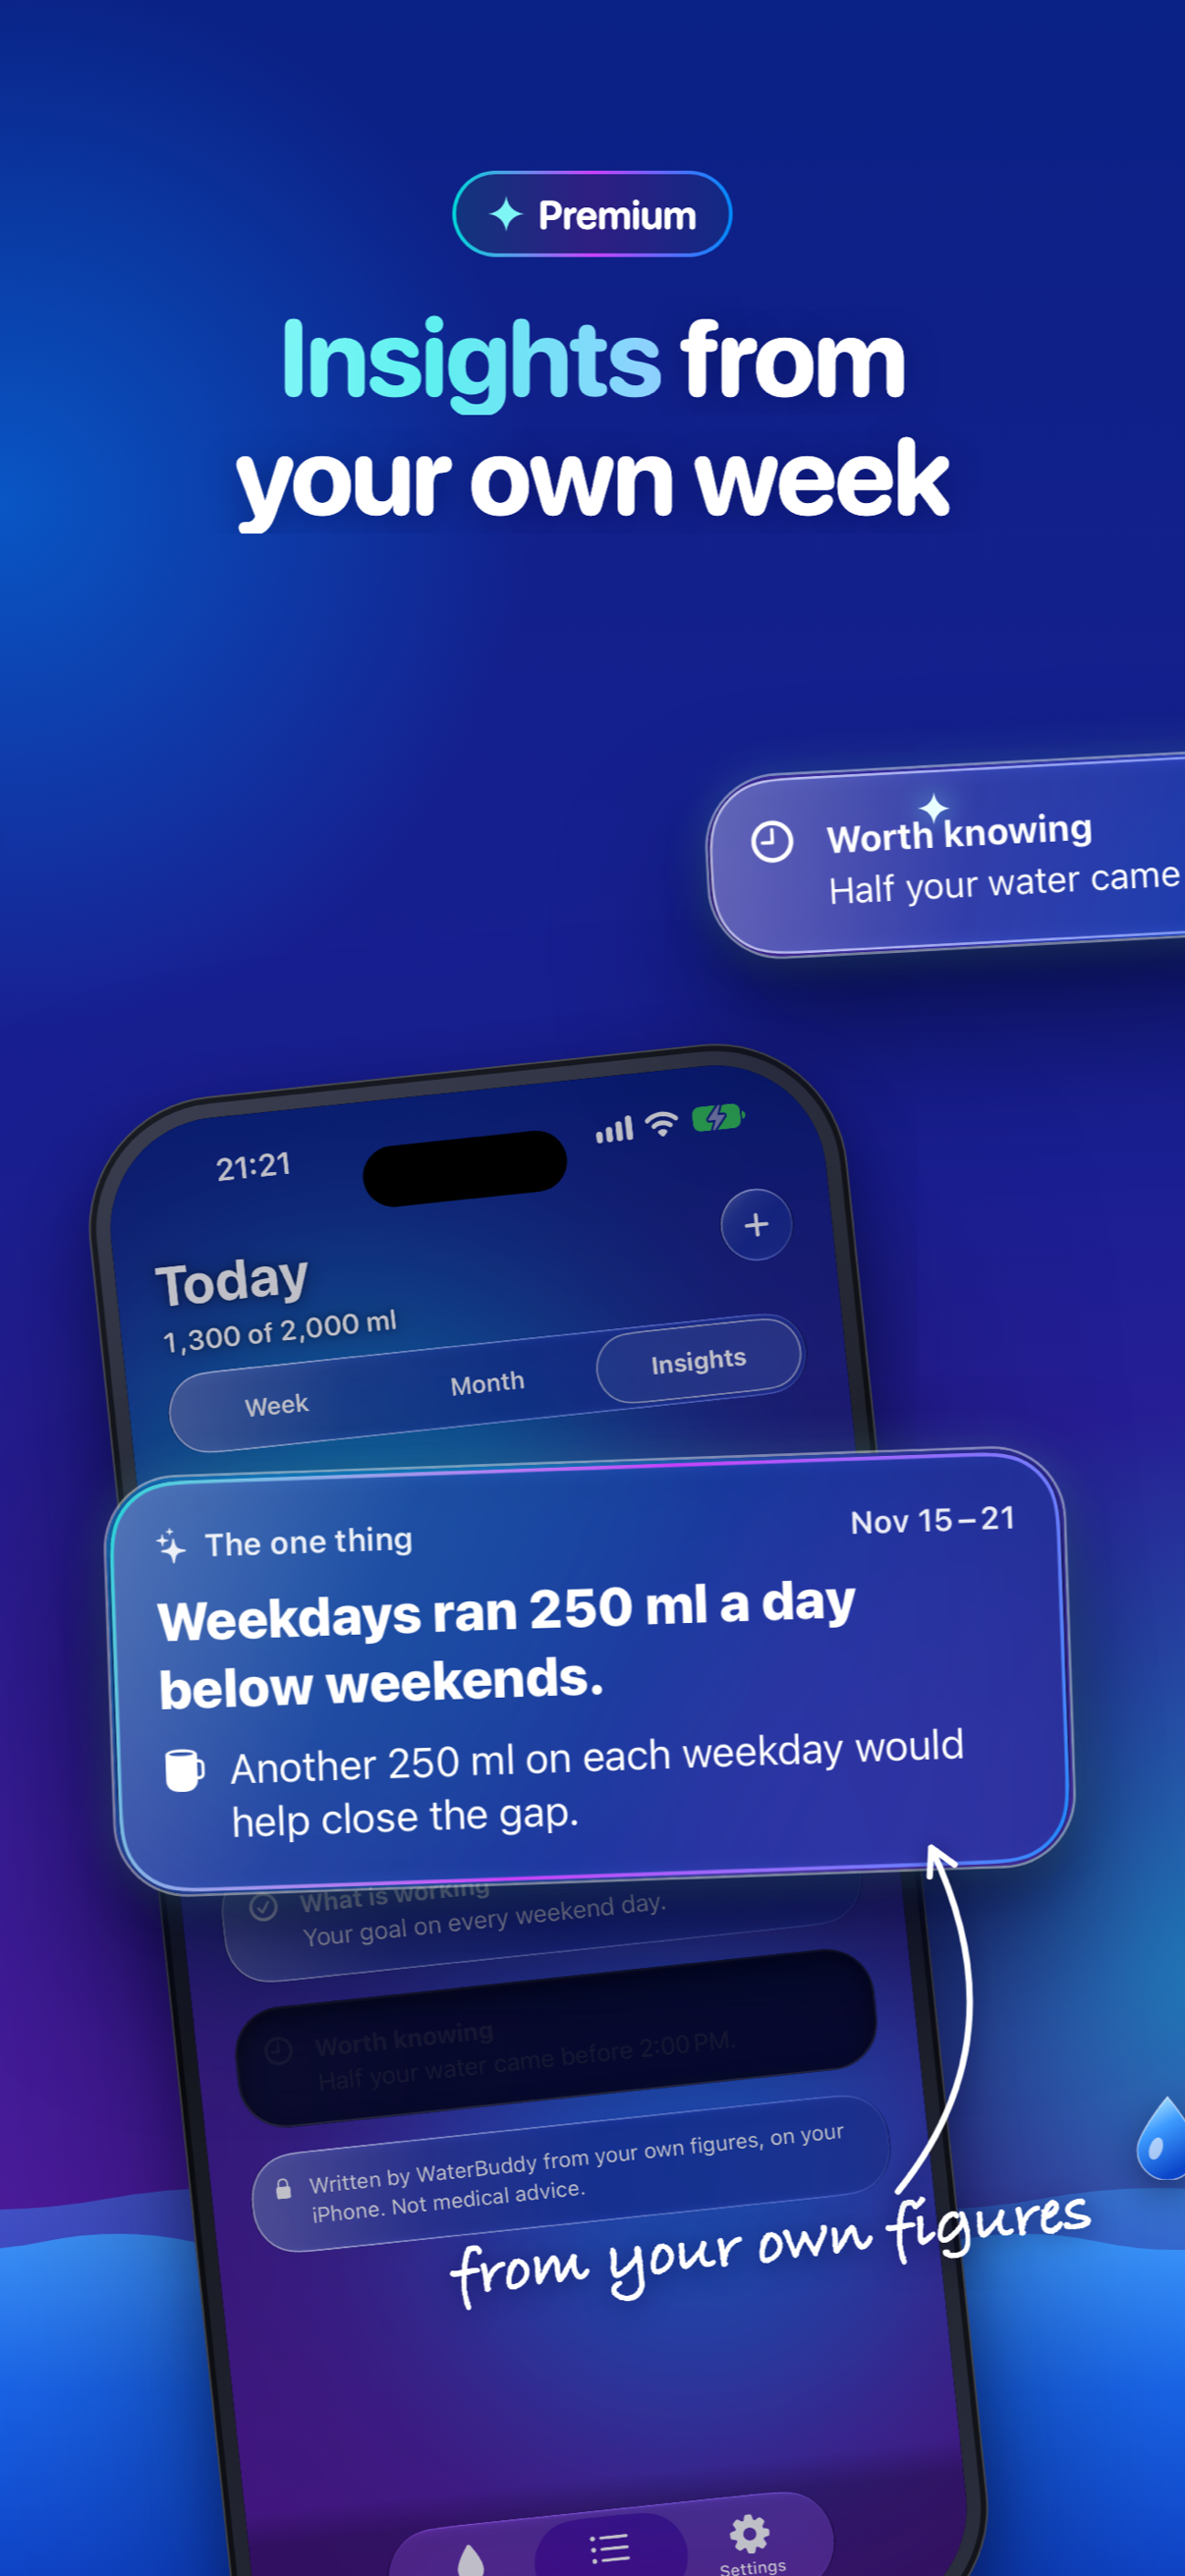 Premium
Insights from
your own week
Worth knowing
Half your water came
21:21
Today
1,300 of 2,000 ml
Week
Month
Insights
The one thing
Nov 15–21
Weekdays ran 250 ml a day
below weekends.
Another 250 ml on each weekday would
help close the gap.
What is working
Your goal on every weekend day.
Worth knowing
Half your water came before 2:00 PM.
Written by WaterBuddy from your own figures, on your
iPhone. Not medical advice.
from your own figures
Settings